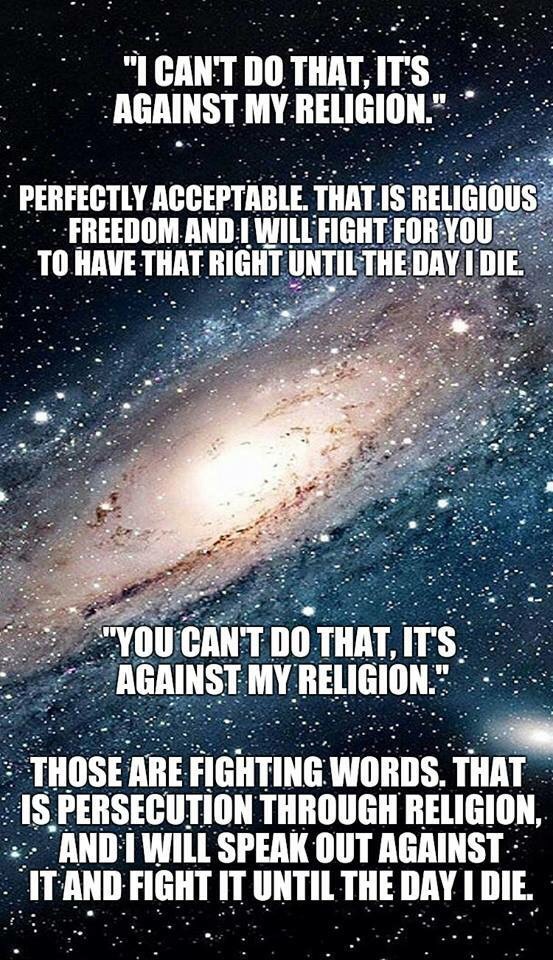 "I CAN'T DO THAT, IT'S
AGAINST MY RELIGION."
PERFECTLY ACCEPTABLE. THAT IS RELIGIOUS
FREEDOM AND I WILL FIGHT FOR YOU
TO HAVE THAT RIGHT UNTIL THE DAY I DIE.
"YOU CAN'T DO THAT, IT'S
AGAINST MY RELIGION."
THOSE ARE FIGHTING WORDS. THAT
IS PERSECUTION THROUGH RELIGION,
AND I WILL SPEAK OUT AGAINST
IT AND FIGHT IT UNTIL THE DAY I DIE.